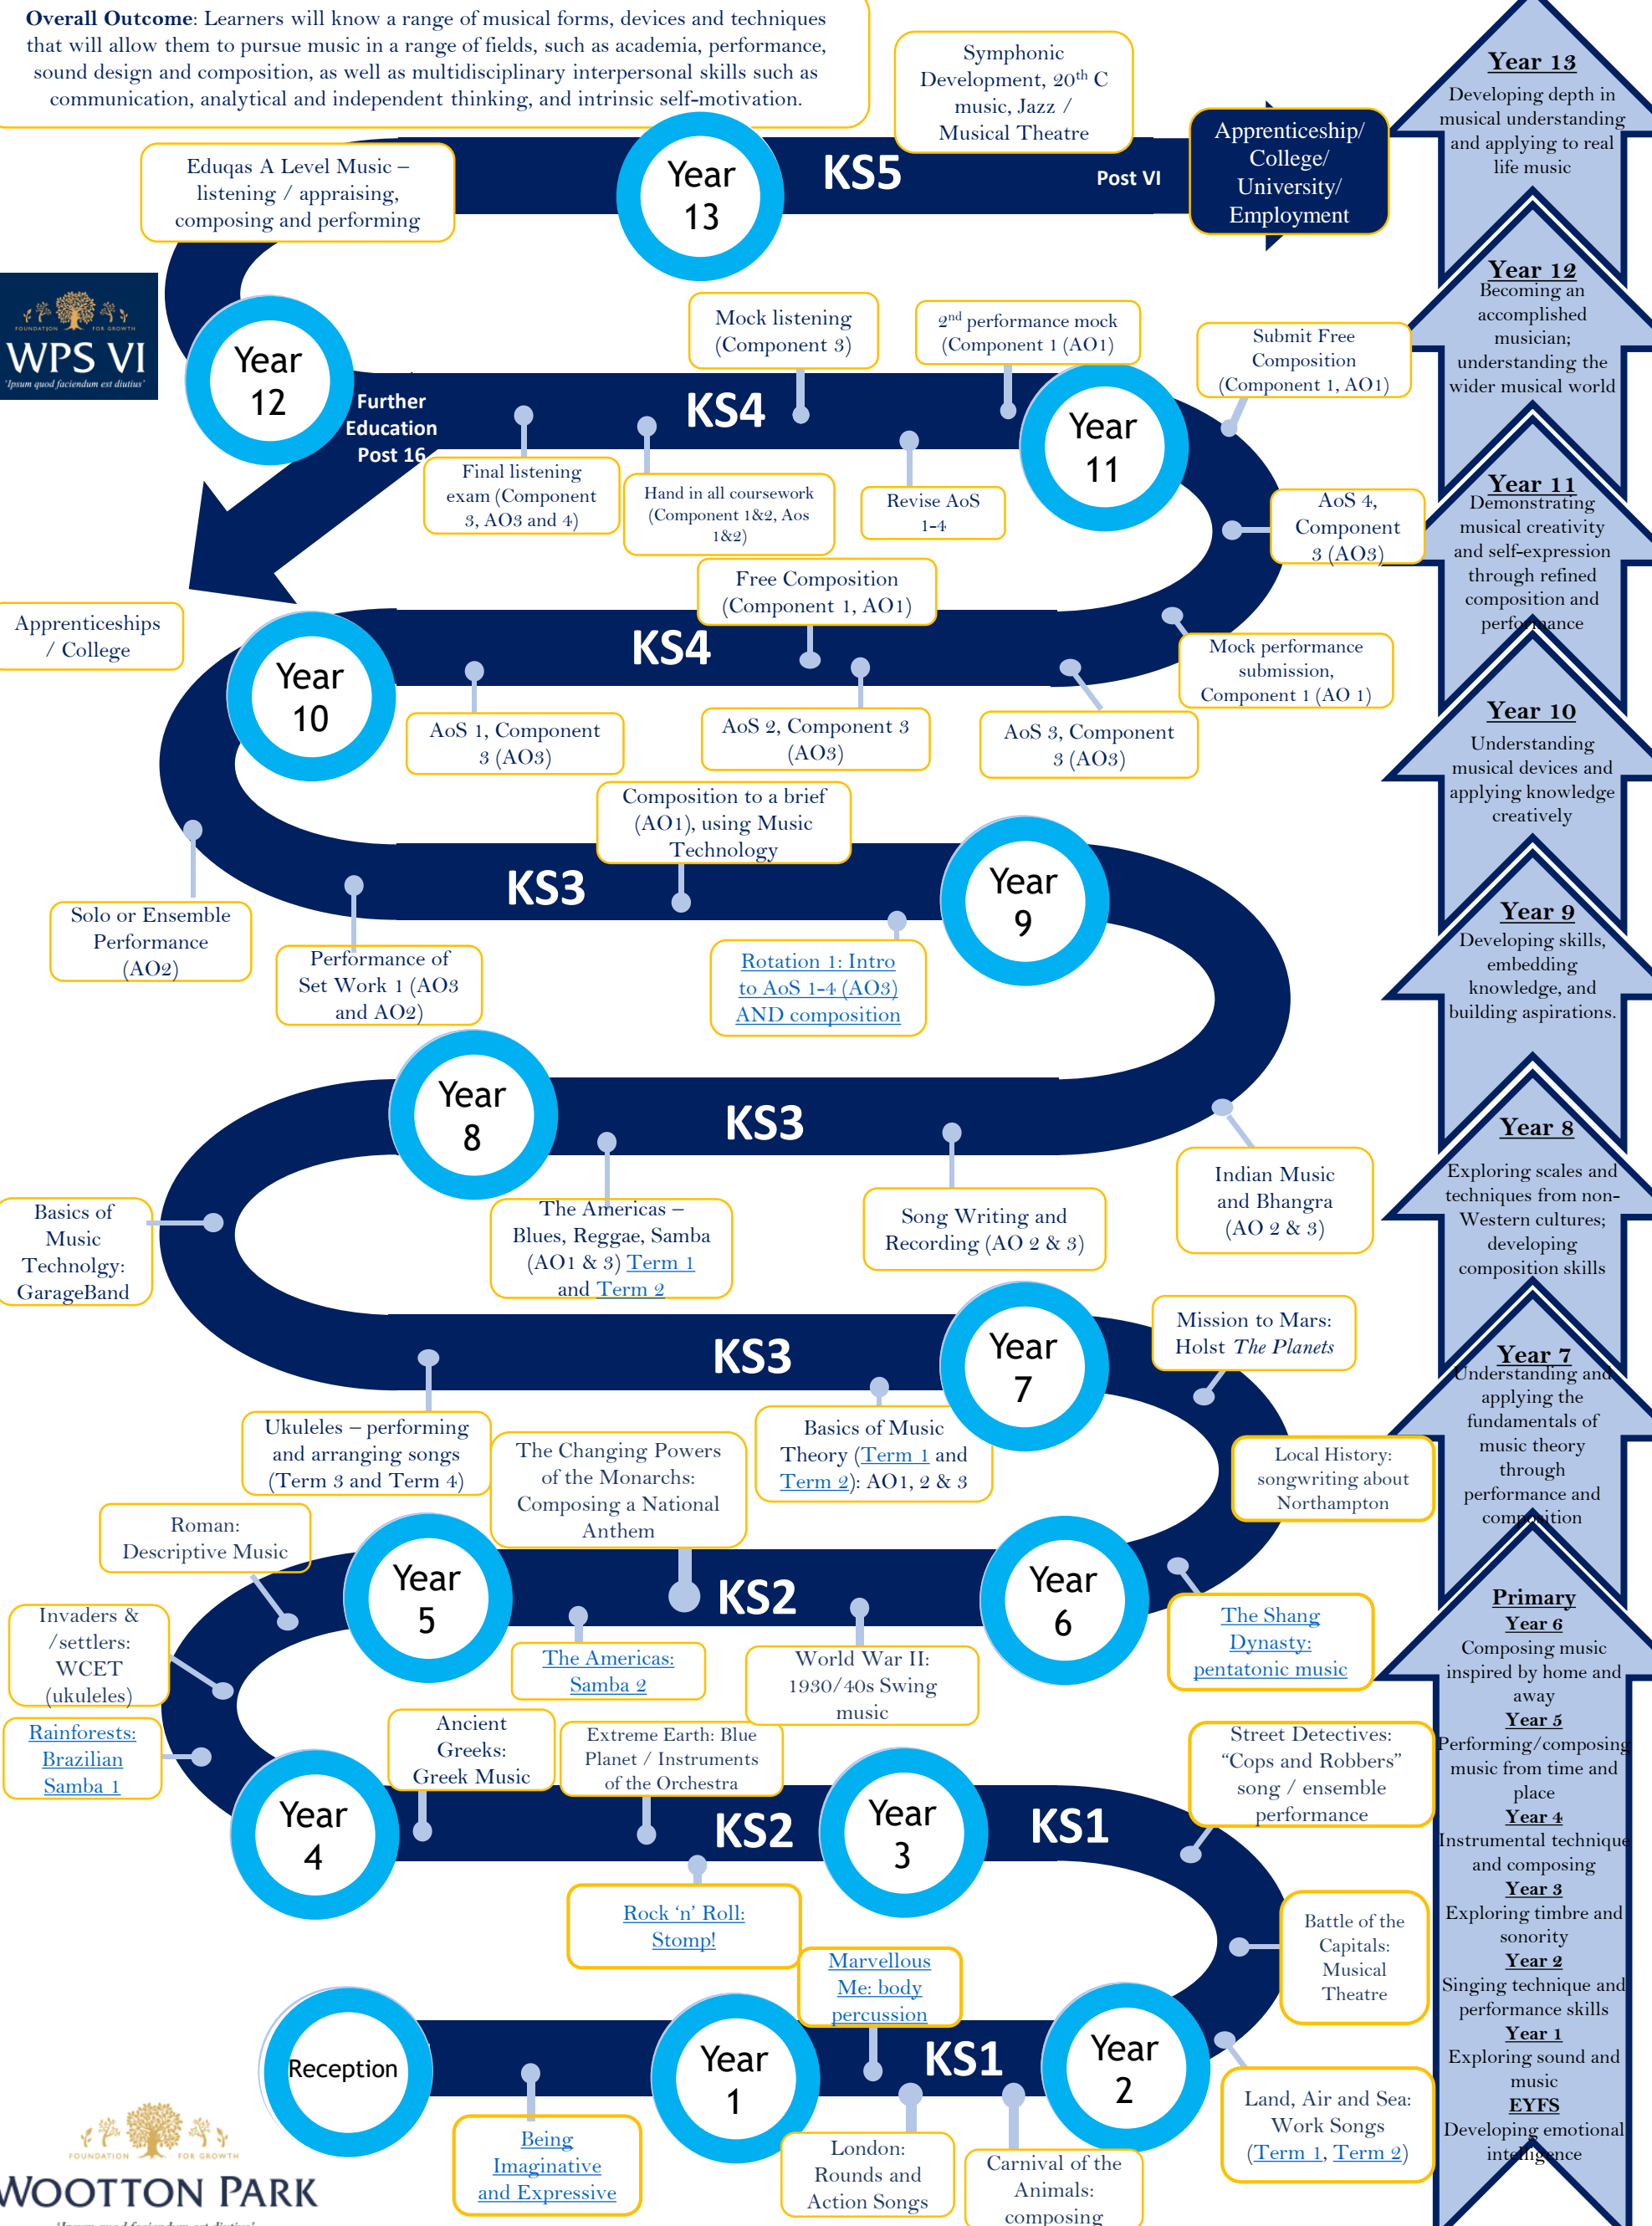 Overall Outcome: Learners will know a range of musical forms, devices and techniques
that will allow them to pursue music in a range of fields, such as academia, performance,
sound design and composition, as well as multidisciplinary interpersonal skills such as
communication, analytical and independent thinking, and intrinsic self-motivation.
Symphonic
Development, 20th C
music, Jazz /
Musical Theatre
Eduqas A Level Music –
listening / appraising,
composing and performing
Year
13
KS5
Post VI
Apprenticeship/
College/
University/
Employment
FOUNDATION FOR GROWTH
WPS VI
'Ipsum quod faciendum est diutius'
Year
12
Further
Education
Post 16
Mock listening
(Component 3)
2nd performance mock
(Component 1 (AO1)
Submit Free
Composition
(Component 1, AO1)
KS4
Year
11
Final listening
exam (Component
3, AO3 and 4)
Hand in all coursework
(Component 1&2, Aos
1&2)
Revise AoS
1-4
AoS 4,
Component
3 (AO3)
Free Composition
(Component 1, AO1)
Apprenticeships
/ College
Year
10
KS4
Mock performance
submission,
Component 1 (AO 1)
AoS 1, Component
3 (AO3)
AoS 2, Component 3
(AO3)
AoS 3, Component
3 (AO3)
Composition to a brief
(AO1), using Music
Technology
KS3
Year
9
Solo or Ensemble
Performance
(AO2)
Performance of
Set Work 1 (AO3
and AO2)
Rotation 1: Intro
to AoS 1-4 (AO3)
AND composition
Year
8
KS3
Indian Music
and Bhangra
(AO 2 & 3)
Basics of
Music
Technolgy:
GarageBand
The Americas –
Blues, Reggae, Samba
(AO1 & 3) Term 1
and Term 2
Song Writing and
Recording (AO 2 & 3)
KS3
Year
7
Mission to Mars:
Holst The Planets
Ukuleles – performing
and arranging songs
(Term 3 and Term 4)
The Changing Powers
of the Monarchs:
Composing a National
Anthem
Basics of Music
Theory (Term 1 and
Term 2): AO1, 2 & 3
Local History:
songwriting about
Northampton
Roman:
Descriptive Music
Year
5
KS2
Year
6
Invaders &
/settlers:
WCET
(ukuleles)
The Americas:
Samba 2
World War II:
1930/40s Swing
music
The Shang
Dynasty:
pentatonic music
Rainforests:
Brazilian
Samba 1
Ancient
Greeks:
Greek Music
Extreme Earth: Blue
Planet / Instruments
of the Orchestra
Street Detectives:
“Cops and Robbers”
song / ensemble
performance
Year
4
KS2
Year
3
KS1
Rock ‘n’ Roll:
Stomp!
Battle of the
Capitals:
Musical
Theatre
Marvellous
Me: body
percussion
Reception
Year
1
KS1
Year
2
Being
Imaginative
and Expressive
London:
Rounds and
Action Songs
Carnival of the
Animals:
composing
Land, Air and Sea:
Work Songs
(Term 1, Term 2)
FOUNDATION FOR GROWTH
WOOTTON PARK
'Ipsum quod faciendum est diutius'
Year 13
Developing depth in
musical understanding
and applying to real
life music
Year 12
Becoming an
accomplished
musician;
understanding the
wider musical world
Year 11
Demonstrating
musical creativity
and self-expression
through refined
composition and
performance
Year 10
Understanding
musical devices and
applying knowledge
creatively
Year 9
Developing skills,
embedding
knowledge, and
building aspirations.
Year 8
Exploring scales and
techniques from non-
Western cultures;
developing
composition skills
Year 7
Understanding and
applying the
fundamentals of
music theory
through
performance and
composition
Primary
Year 6
Composing music
inspired by home and
away
Year 5
Performing/composing
music from time and
place
Year 4
Instrumental technique
and composing
Year 3
Exploring timbre and
sonority
Year 2
Singing technique and
performance skills
Year 1
Exploring sound and
music
EYFS
Developing emotional
intelligence